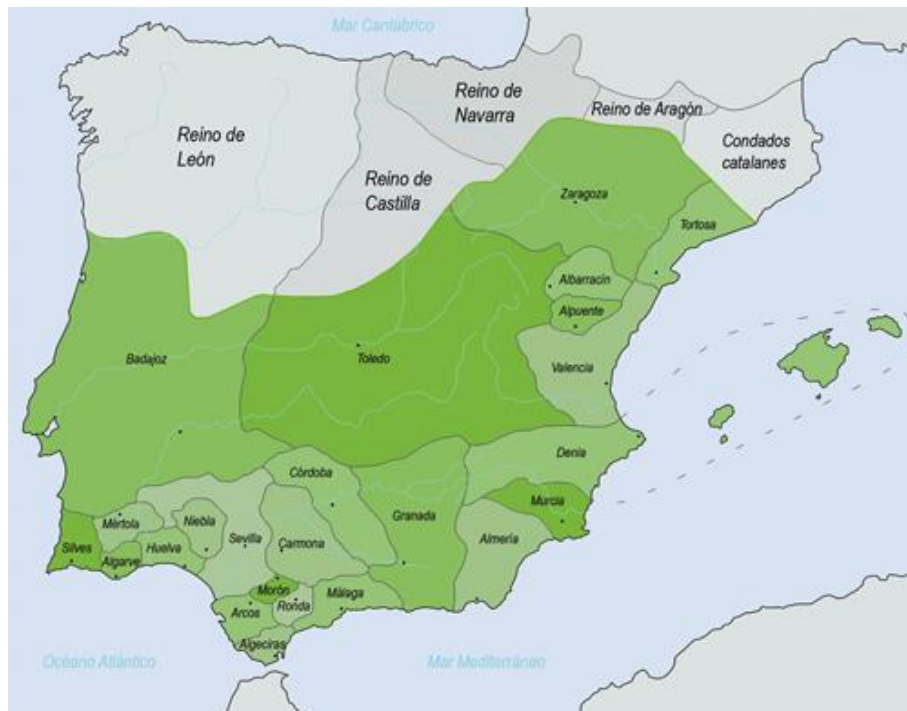 Mar Cantábrico
Reino de
Navarra
Reino de Aragón
Reino de
León
Condados
catalanes
Reino de
Castilla
Zaragoza
Tortosa
Albarracín
Alpuente
Badajoz
Toledo
Valencia
Denia
Córdoba
Murcia
Granada
Mértola
Niebla
Sevilla
Carmona
Almería
Silves
Algarve
Huelva
Morón
Málaga
Arcos
Ronda
Algeciras
Océano Atlántico
Mar Mediterráneo